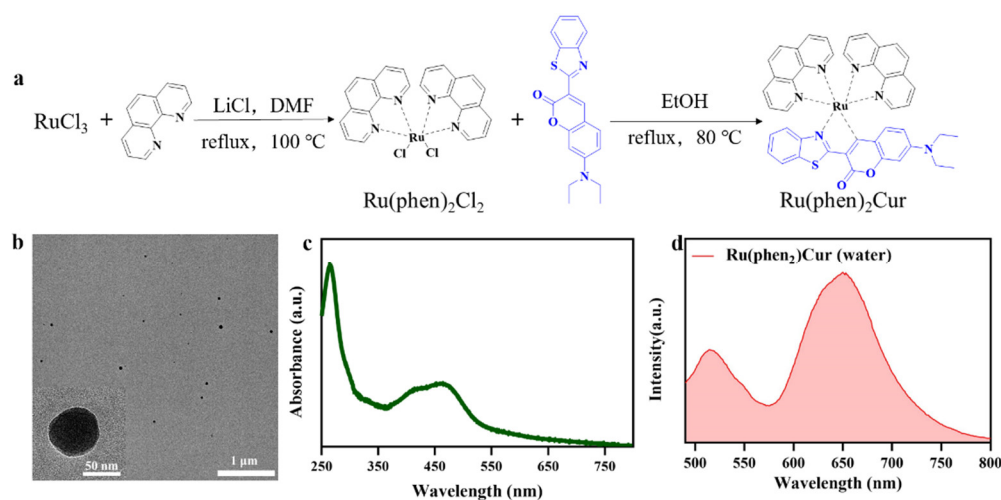 a
RuCl3 +
N
N
LiCl, DMF
reflux, 100 °C
N
N
N
N
Ru
Cl
Cl
Ru(phen)2Cl2
+
S
N
O
O
N
EtOH
reflux, 80 °C
N
N
N
N
Ru
N
S
O
O
N
Ru(phen)2Cur
b
50 nm
1 μm
c
Absorbance (a.u.)
250 350 450 550 650 750
Wavelength (nm)
d
Ru(phen2)Cur (water)
Intensity(a.u.)
500 550 600 650 700 750 800
Wavelength (nm)